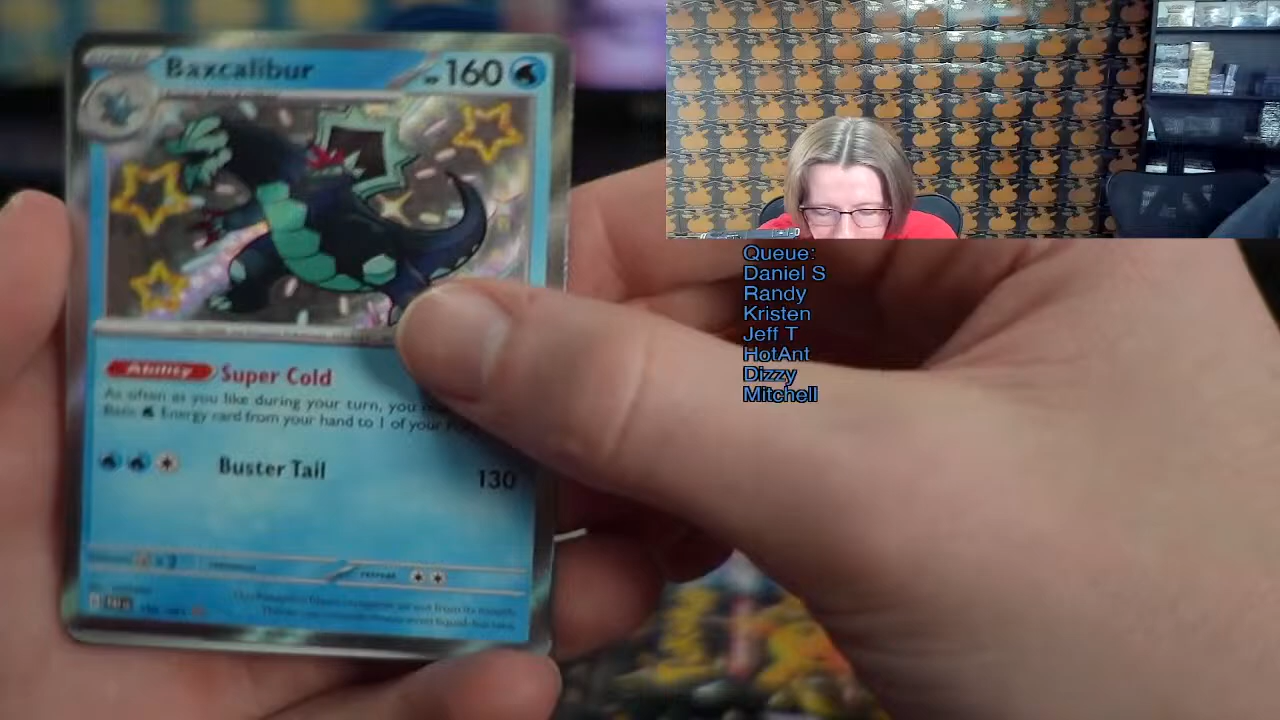 Baxcalibur 160
Ability Super Cold
As often as you like during your turn, you
Basic Energy card from your hand to 1 of your
Buster Tail 130
retreat
Queue:
Daniel S
Randy
Kristen
Jeff T
HotAnt
Dizzy
Mitchell